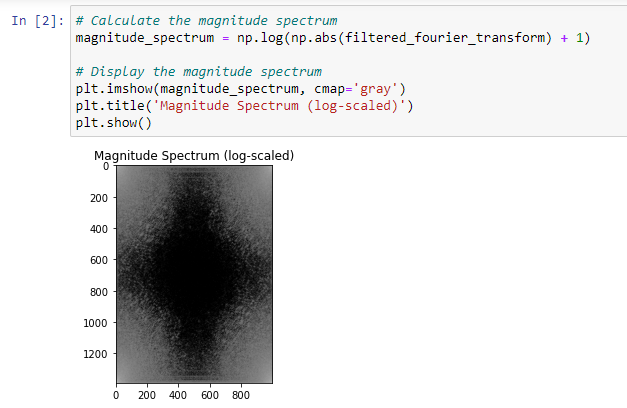 In [2]: # Calculate the magnitude spectrum
magnitude_spectrum = np.log(np.abs(filtered_fourier_transform) + 1)
# Display the magnitude spectrum
plt.imshow(magnitude_spectrum, cmap='gray')
plt.title('Magnitude Spectrum (log-scaled)')
plt.show()
Magnitude Spectrum (log-scaled)
0
200
400
600
800
1000
1200
0 200 400 600 800